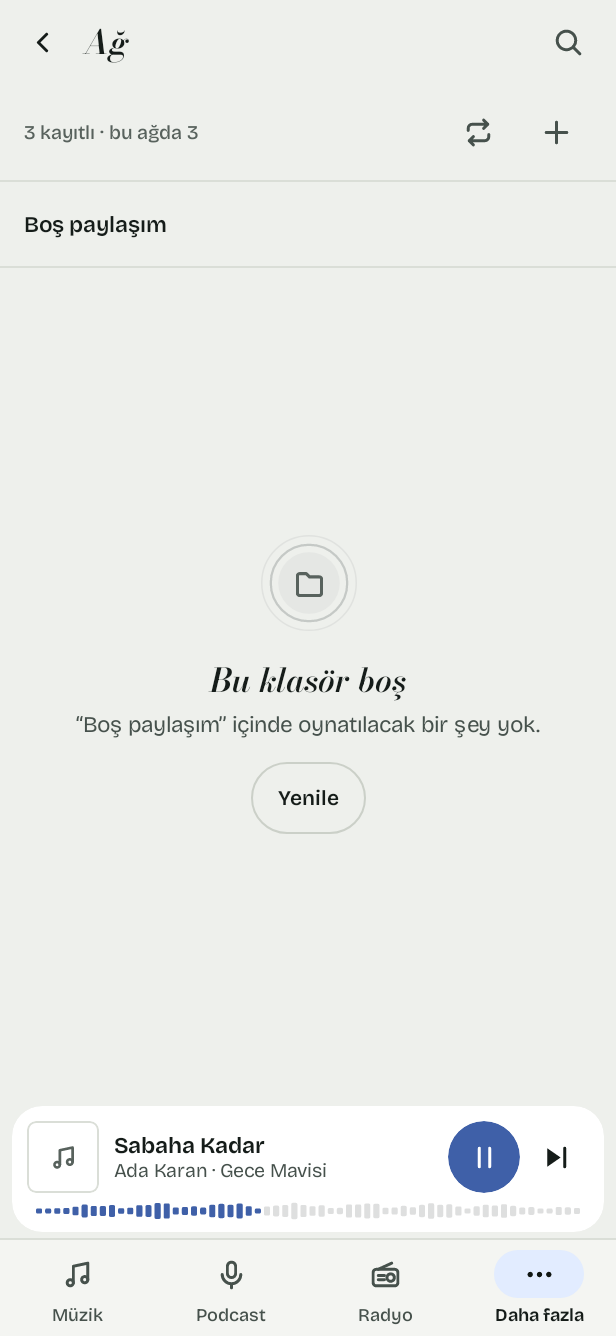 Ağ
3 kayıtlı · bu ağda 3
Boş paylaşım
Bu klasör boş
“Boş paylaşım” içinde oynatılacak bir şey yok.
Yenile
Sabaha Kadar
Ada Karan · Gece Mavisi
Müzik
Podcast
Radyo
Daha fazla